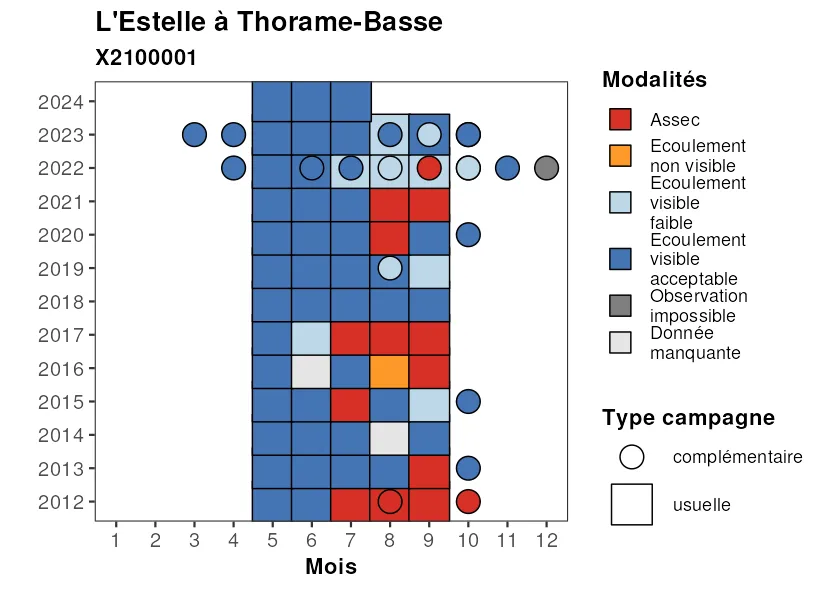 L'Estelle à Thorame-Basse
X2100001
2024
2023
2022
2021
2020
2019
2018
2017
2016
2015
2014
2013
2012
1 2 3 4 5 6 7 8 9 10 11 12
Mois
Modalités
Assec
Ecoulement
non visible
Ecoulement
visible
faible
Ecoulement
visible
acceptable
Observation
impossible
Donnée
manquante
Type campagne
complémentaire
usuelle